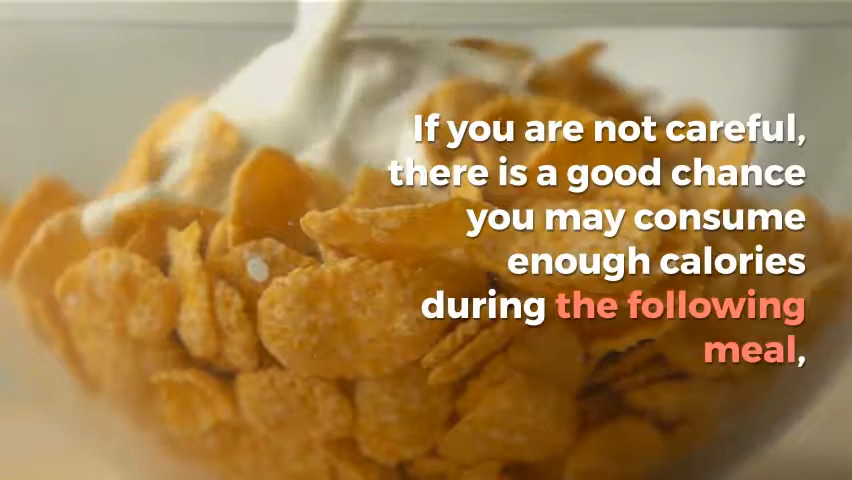 If you are not careful,
there is a good chance
you may consume
enough calories
during the following
meal,